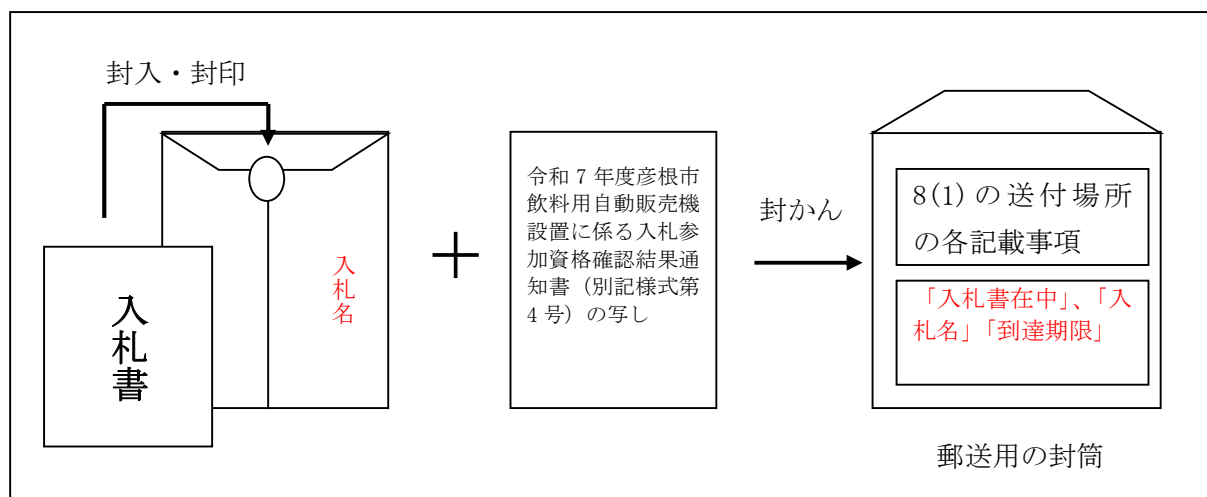 封入・封印
入札書
入札名
令和 7 年度彦根市
飲料用自動販売機
設置に係る入札参
加資格確認結果通
知書（別記様式第
4 号）の写し
封かん
8(1) の送付場所
の各記載事項
「入札書在中」、「入
札名」「到達期限」
郵送用の封筒